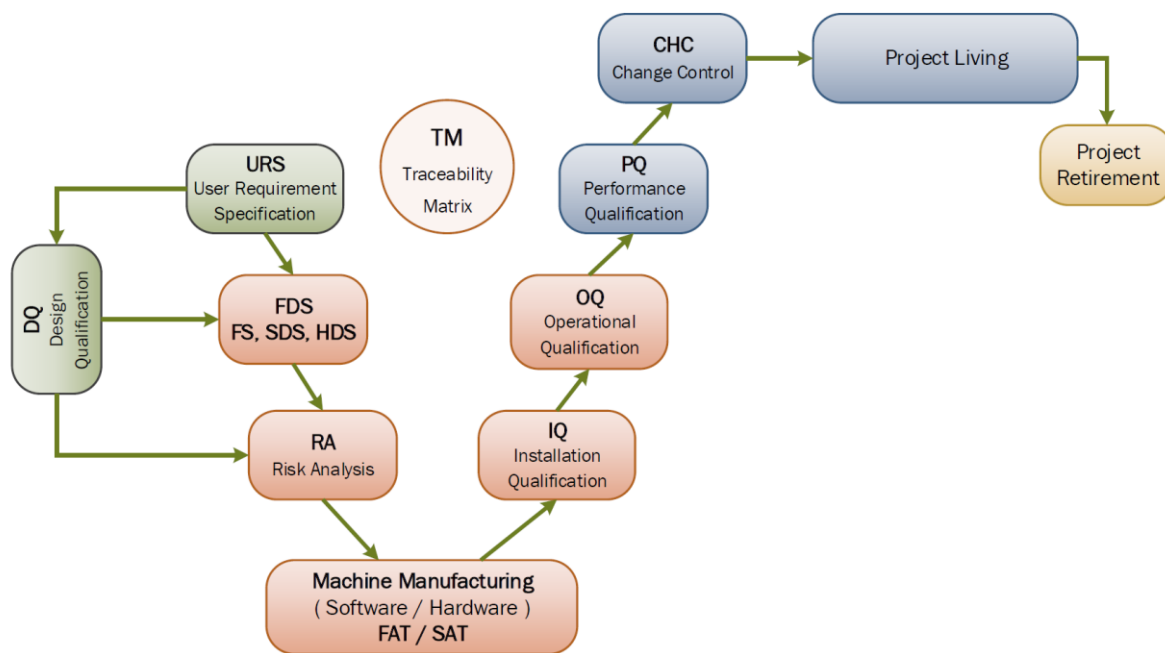 CHC
Change Control
Project Living
Project
Retirement
TM
Traceability
Matrix
URS
User Requirement
Specification
PQ
Performance
Qualification
DQ
Design
Qualification
FDS
FS, SDS, HDS
OQ
Operational
Qualification
RA
Risk Analysis
IQ
Installation
Qualification
Machine Manufacturing
( Software / Hardware )
FAT / SAT